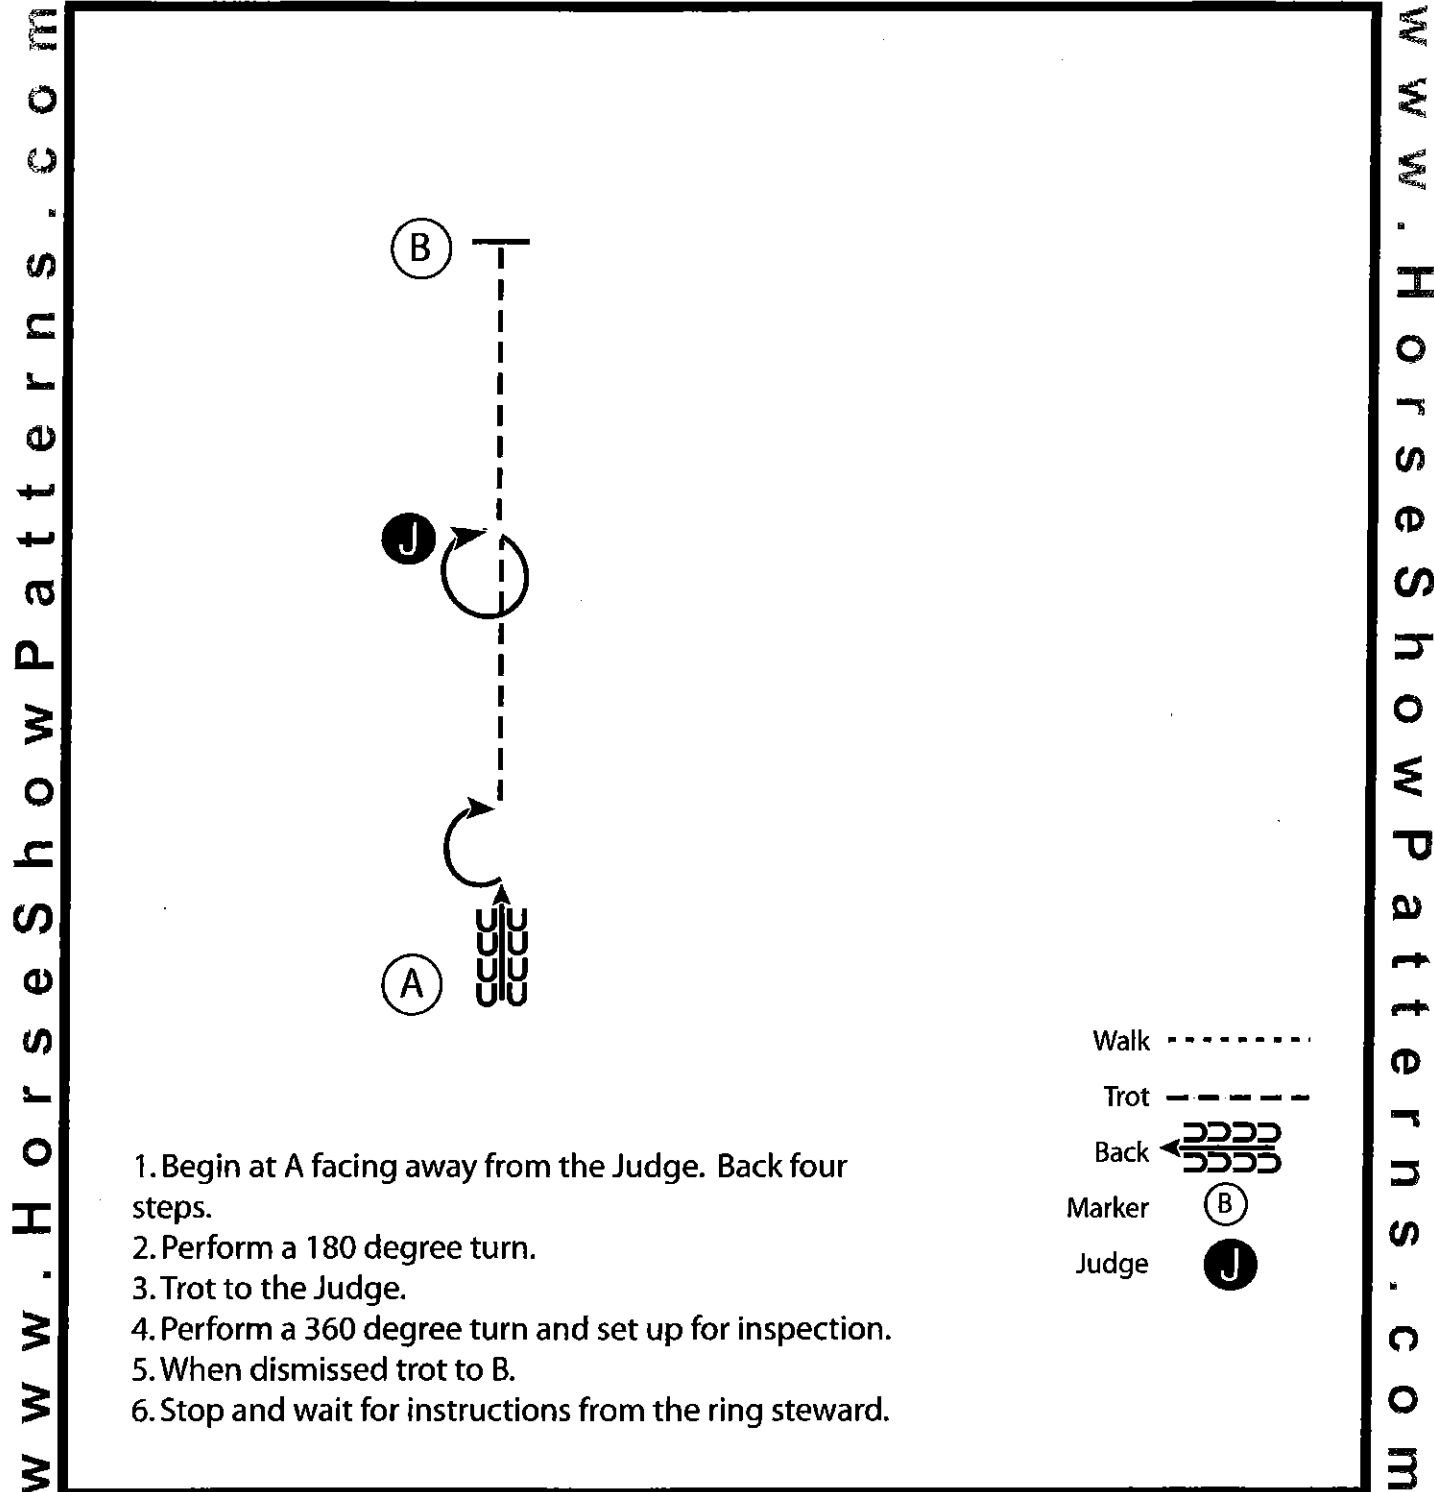 www.HorseShowPatterns.com
www.HorseShowPatterns.com
B
J
A
Walk
Trot
Back
Marker B
Judge J
1. Begin at A facing away from the Judge. Back four
steps.
2. Perform a 180 degree turn.
3. Trot to the Judge.
4. Perform a 360 degree turn and set up for inspection.
5. When dismissed trot to B.
6. Stop and wait for instructions from the ring steward.